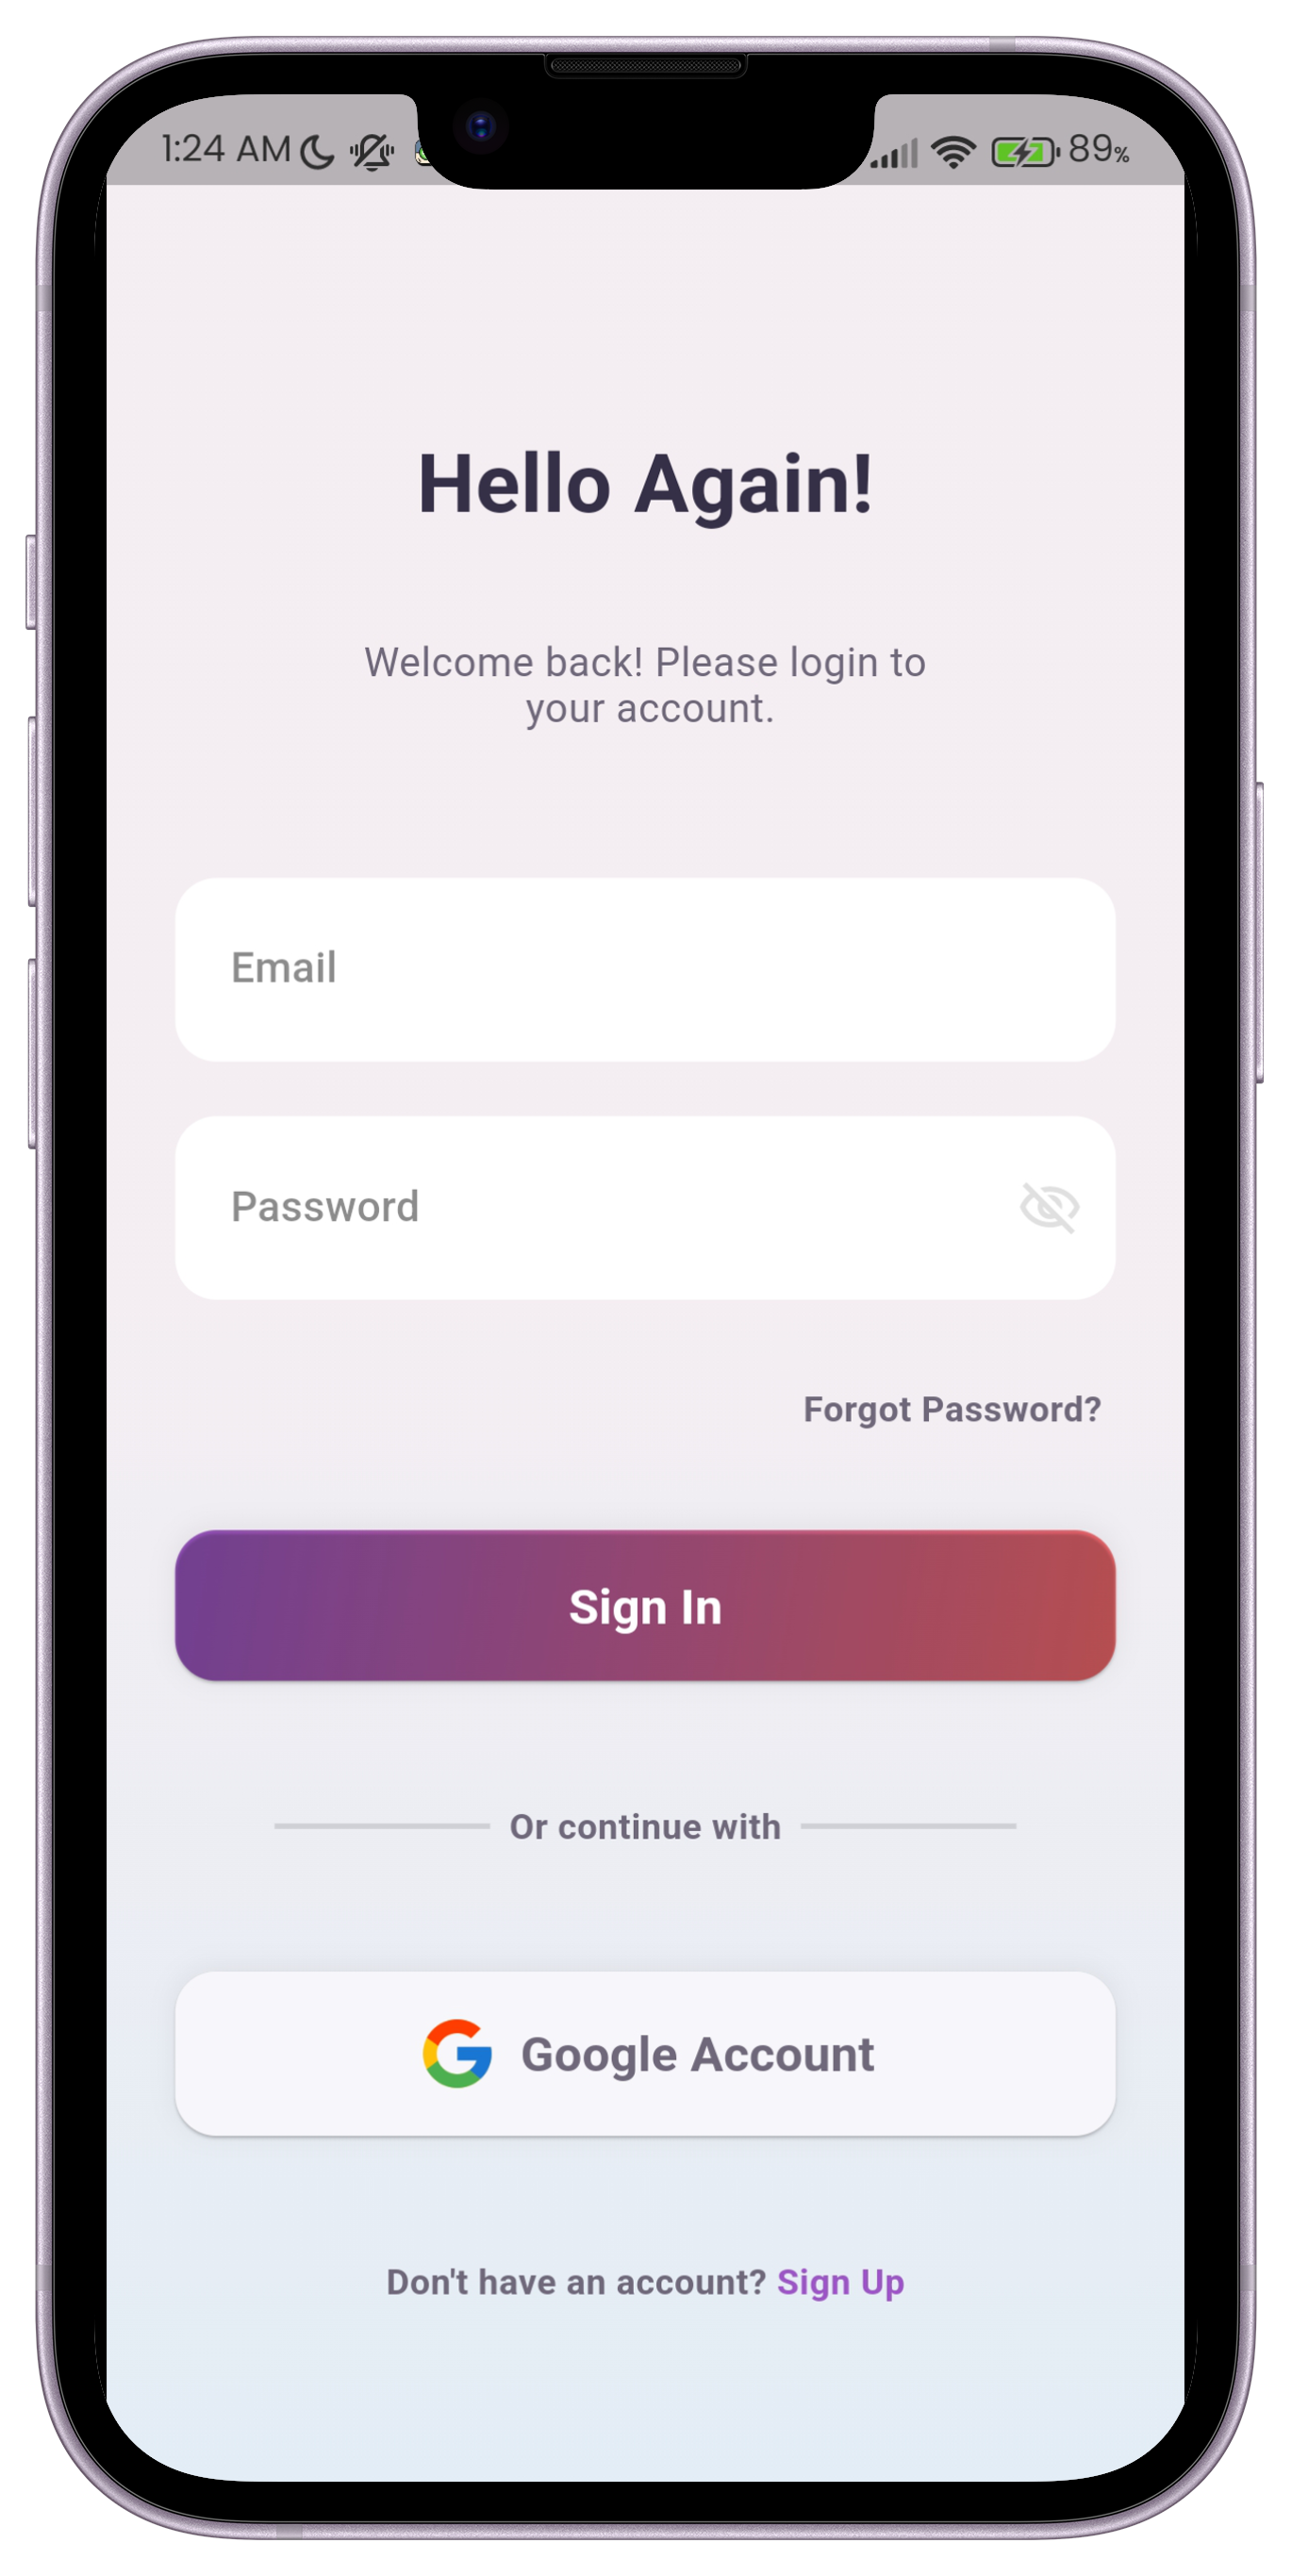 1:24 AM 89%
Hello Again!
Welcome back! Please login to
your account.
Email
Password
Forgot Password?
Sign In
Or continue with
Google Account
Don't have an account? Sign Up